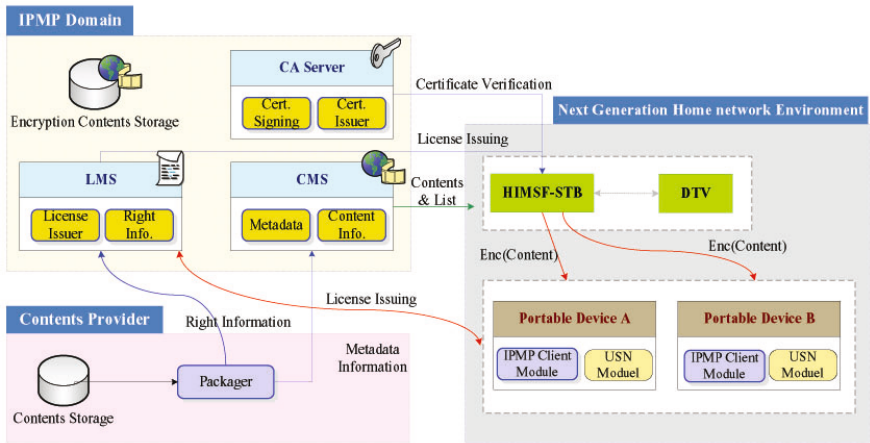 IPMP Domain
CA Server
Cert.
Signing
Cert.
Issuer
Encryption Contents Storage
Certificate Verification
Next Generation Home network Environment
License Issuing
LMS
License
Issuer
Right
Info.
CMS
Metadata
Content
Info.
Contents
& List
HIMSF-STB
DTV
Enc(Content)
Enc(Content)
License Issuing
Contents Provider
Right Information
Metadata
Information
Packager
Contents Storage
Portable Device A
IPMP Client
Module
USN
Moduel
Portable Device B
IPMP Client
Module
USN
Moduel